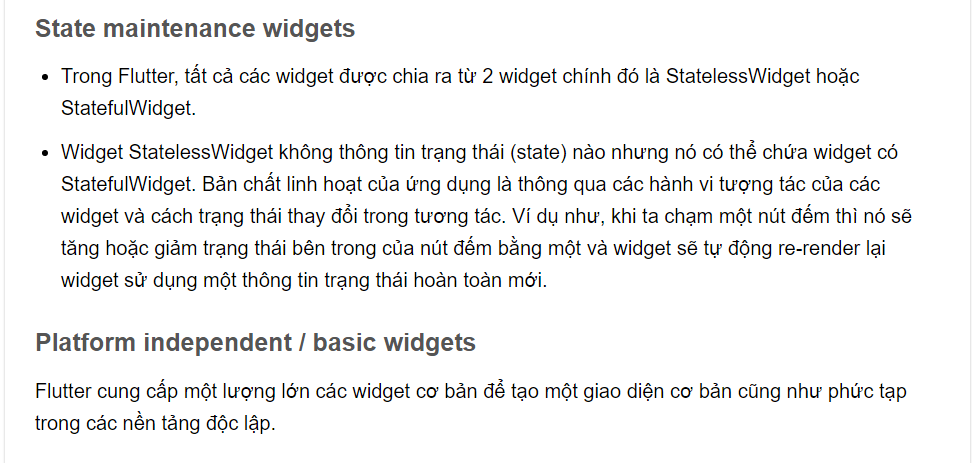 State maintenance widgets
• Trong Flutter, tất cả các widget được chia ra từ 2 widget chính đó là StatelessWidget hoặc
StatefulWidget.
• Widget StatelessWidget không thông tin trạng thái (state) nào nhưng nó có thể chứa widget có
StatefulWidget. Bản chất linh hoạt của ứng dụng là thông qua các hành vi tượng tác của các
widget và cách trạng thái thay đổi trong tương tác. Ví dụ như, khi ta chạm một nút đếm thì nó sẽ
tăng hoặc giảm trạng thái bên trong của nút đếm bằng một và widget sẽ tự động re-render lại
widget sử dụng một thông tin trạng thái hoàn toàn mới.
Platform independent / basic widgets
Flutter cung cấp một lượng lớn các widget cơ bản để tạo một giao diện cơ bản cũng như phức tạp
trong các nền tảng độc lập.